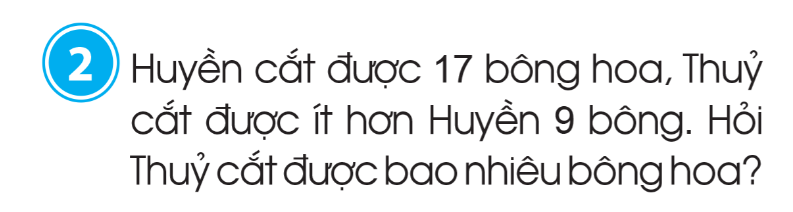 2 Huyền cắt được 17 bông hoa, Thuỷ
cắt được ít hơn Huyền 9 bông. Hỏi
Thuỷ cắt được bao nhiêu bông hoa?